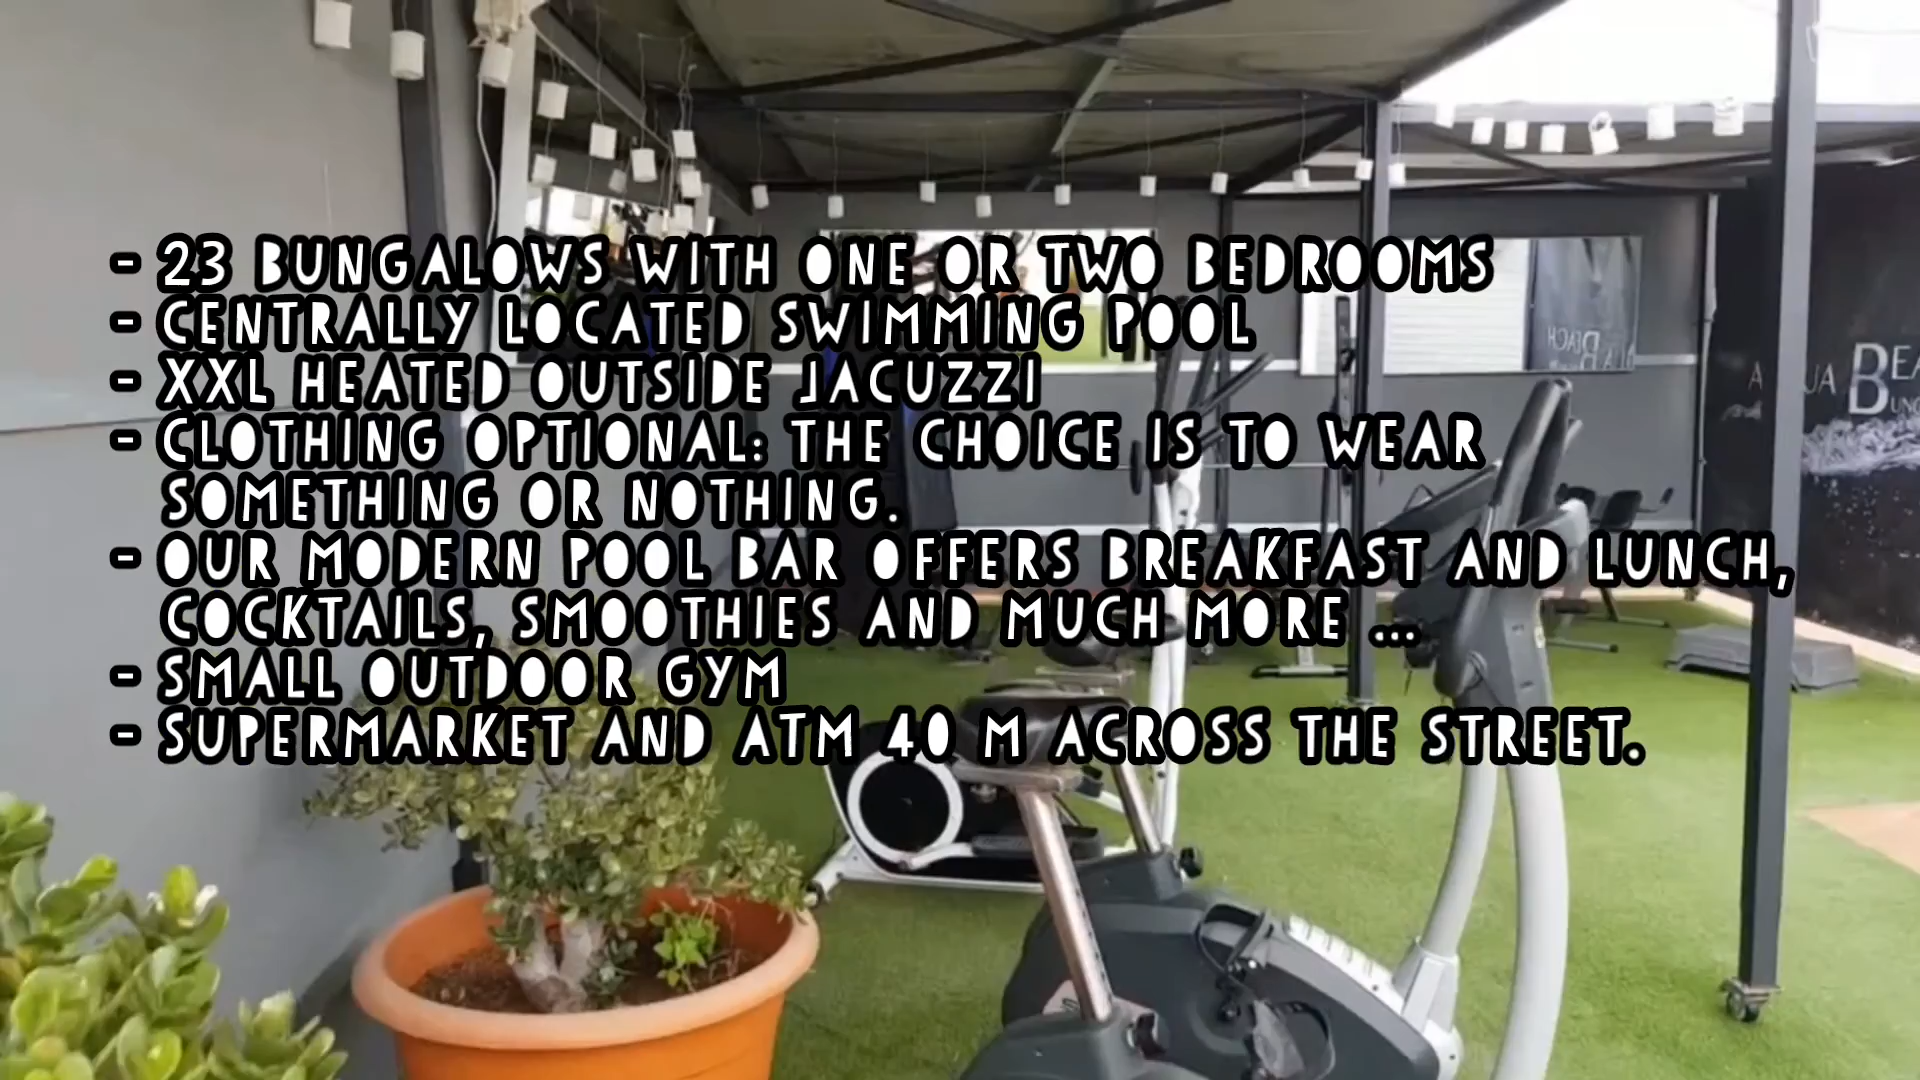 - 23 BUNGALOWS WITH ONE OR TWO BEDROOMS
- CENTRALLY LOCATED SWIMMING POOL
- XXL HEATED OUTSIDE JACUZZI
- CLOTHING OPTIONAL: THE CHOICE IS TO WEAR
SOMETHING OR NOTHING.
- OUR MODERN POOL BAR OFFERS BREAKFAST AND LUNCH,
COCKTAILS, SMOOTHIES AND MUCH MORE ...
- SMALL OUTDOOR GYM
- SUPERMARKET AND ATM 40 M ACROSS THE STREET.